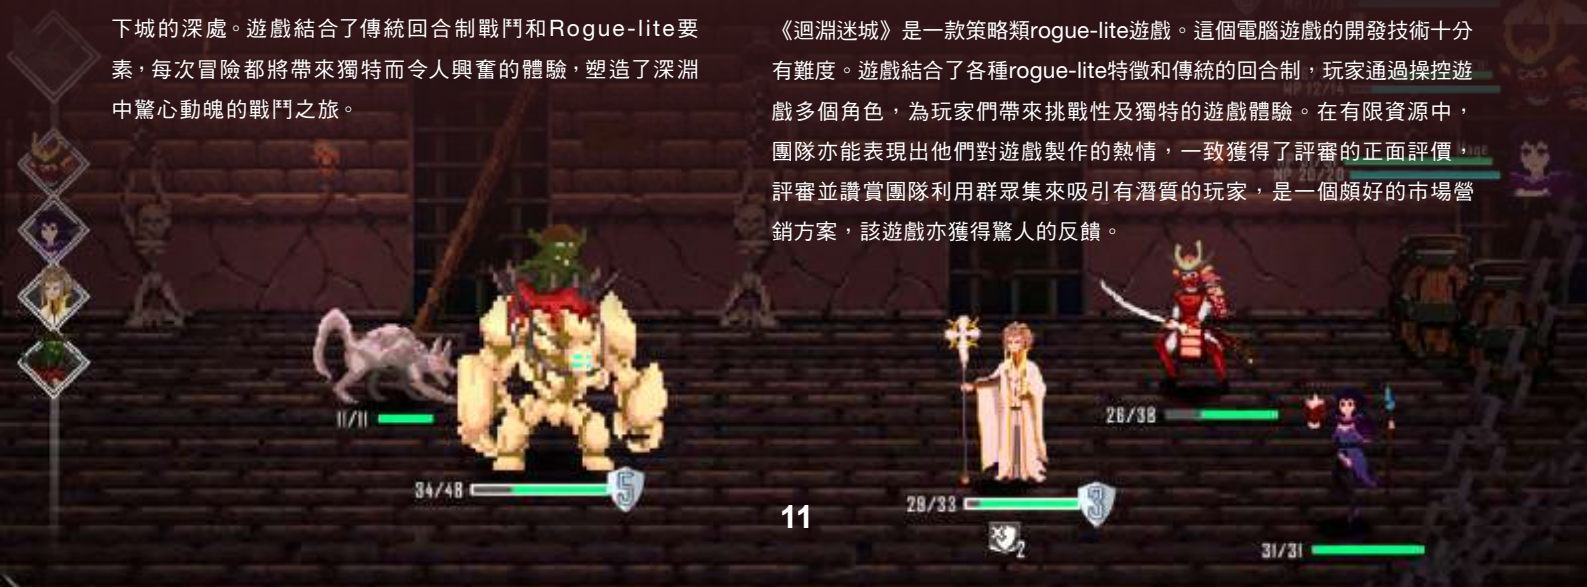 下城的深處。遊戲結合了傳統回合制戰鬥和Rogue-lite要
素,每次冒險都將帶來獨特而令人興奮的體驗,塑造了深淵
中驚心動魄的戰鬥之旅。
《迴淵迷城》是一款策略類rogue-lite遊戲。這個電腦遊戲的開發技術十分
有難度。遊戲結合了各種rogue-lite特徵和傳統的回合制,玩家通過操控遊
戲多個角色,為玩家們帶來挑戰性及獨特的遊戲體驗。在有限資源中,
團隊亦能表現出他們對遊戲製作的熱情,一致獲得了評審的正面評價,
評審並讚賞團隊利用群眾集來吸引有潛質的玩家,是一個頗好的市場營
銷方案,該遊戲亦獲得驚人的反饋。
MP 12/14
MP 20/20
11/11
34/48
5
29/33
3
2
26/38
31/31
11